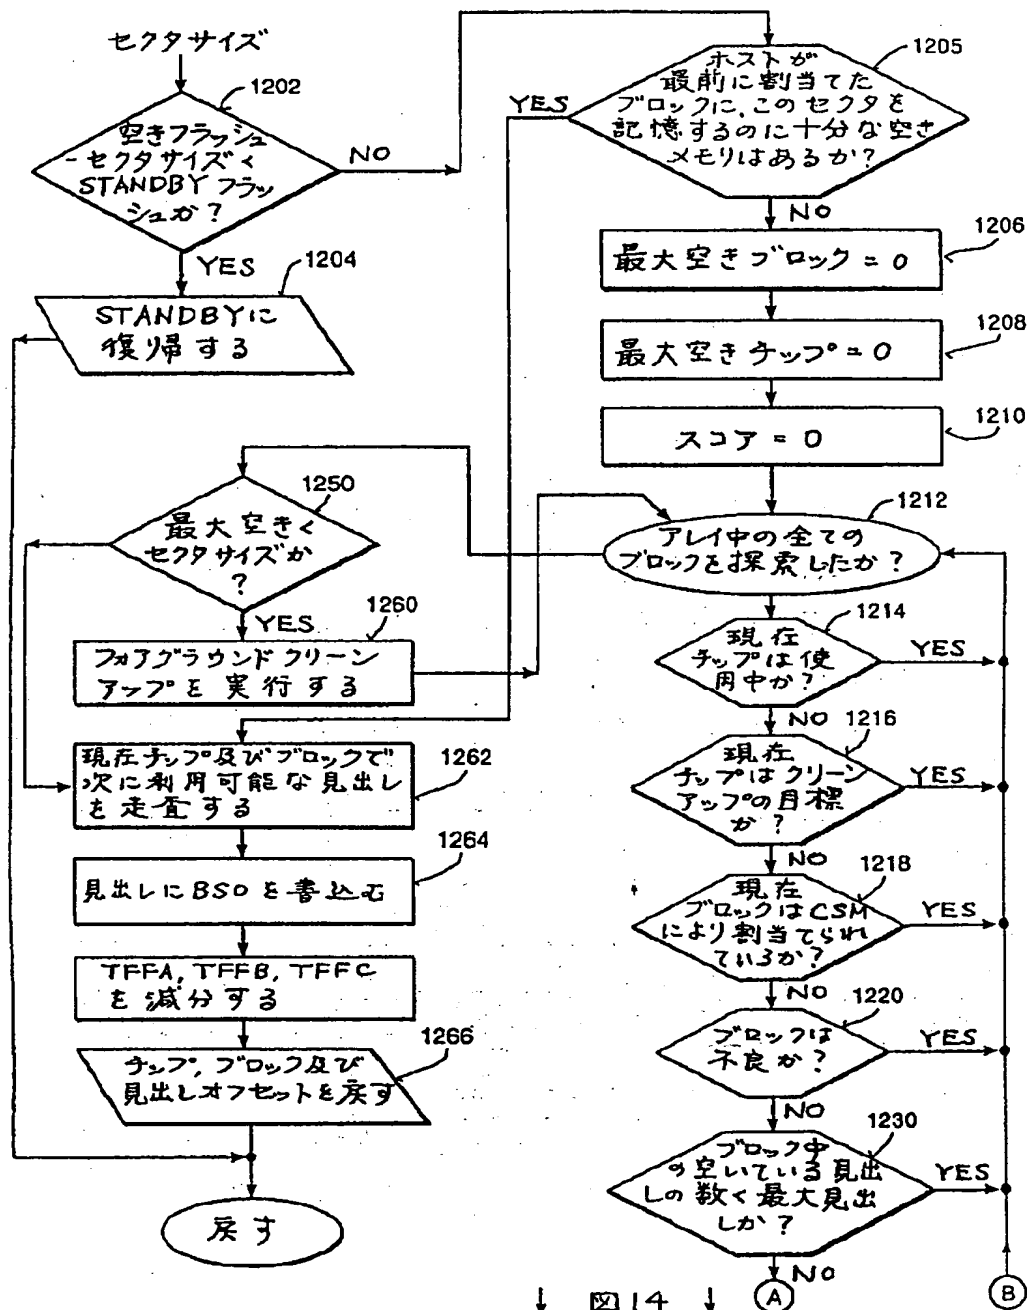 セクタサイズ
1202
空きフラッシュ
-セクタサイズ<
STANDBY フラッ
シュか?
NO
YES
1204
STANDBYに
復帰する
1205
ホストが
最前に割当てた
ブロックに、このセクタを
記憶するのに十分な空き
メモリはあるか?
YES
NO
1206
最大空きブロック = 0
1208
最大空きチップ = 0
1210
スコア = 0
1212
アレイ中の全ての
ブロックを探索したか?
1214
現在
チップは使
用中か?
YES
NO
1216
現在
チップはクリーン
アップの目標
か?
YES
NO
1218
現在
ブロックはCSM
により割当てられ
ているか?
YES
NO
1220
ブロックは
不良か?
YES
NO
1230
ブロック中
の空いている見出
しの数<最大見出
しか?
YES
NO
A
B
1250
最大空き<
セクタサイズか
?
YES
1260
フォアグラウンド クリーン
アップを実行する
1262
現在チップ及びブロックで
次に利用可能な見出し
を走査する
1264
見出しにBSOを書込む
TFFA, TFFB, TFFC
を減分する
1266
チップ, ブロック及び
見出しオフセットを戻す
戻す
↓ 図14 ↓